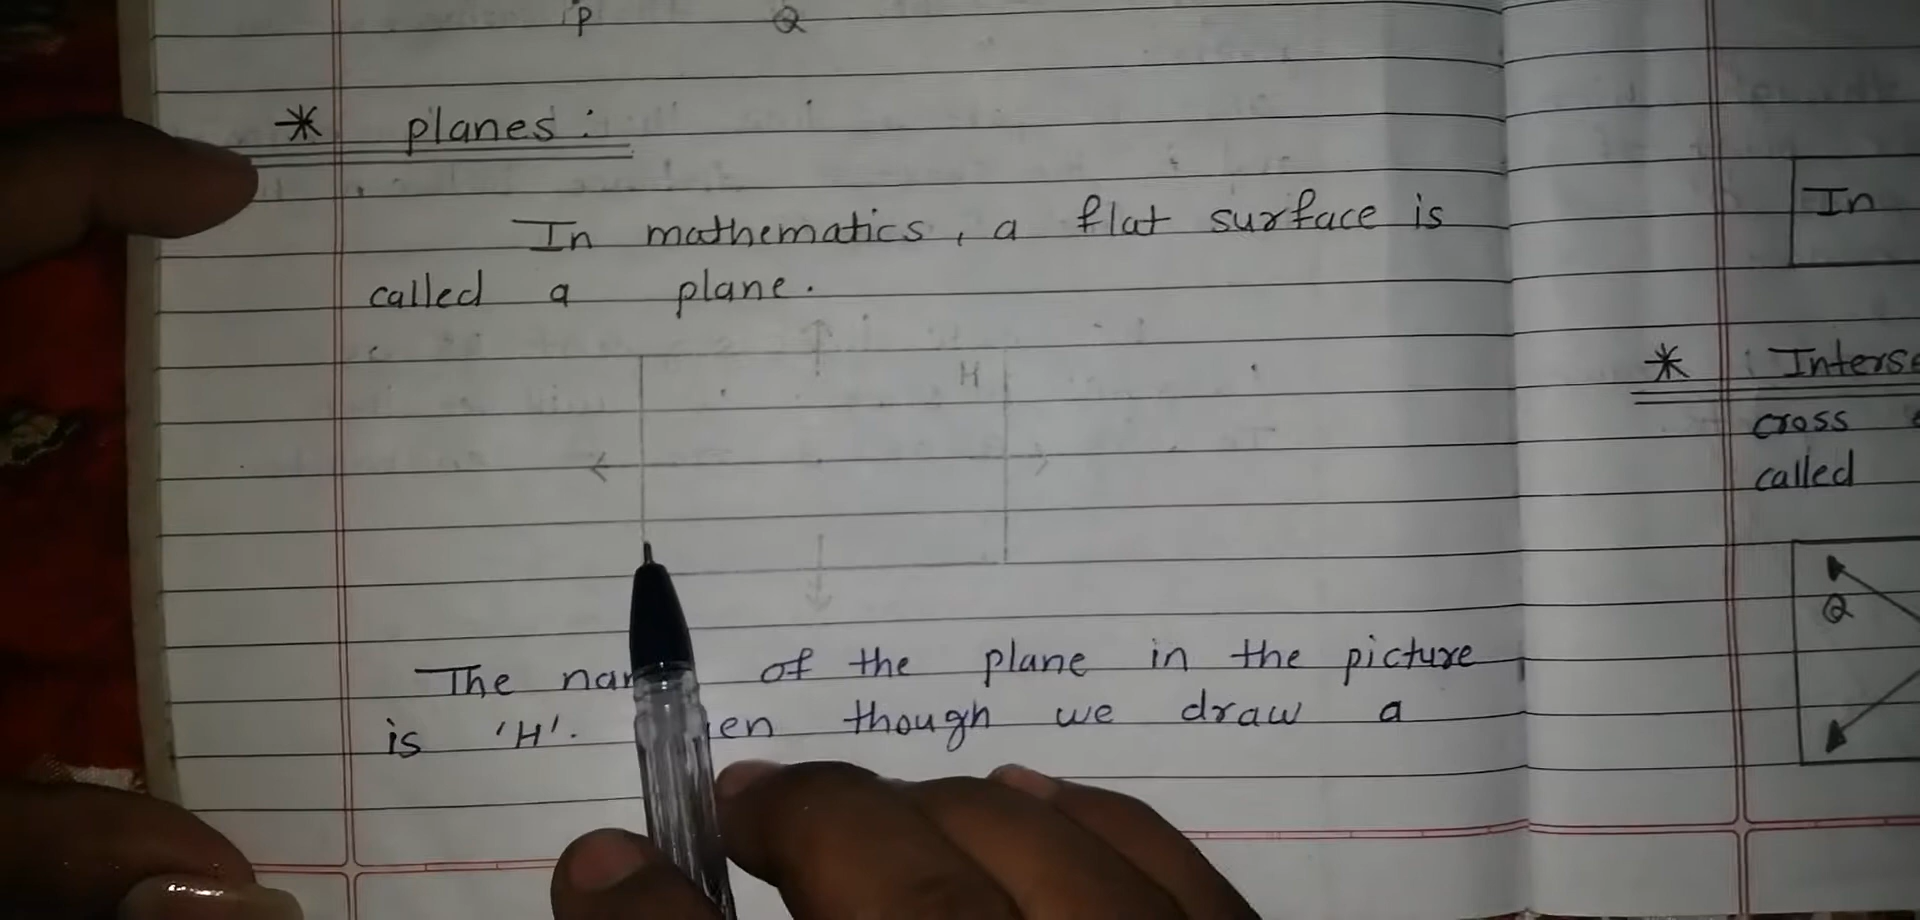 P Q
* planes:
In mathematics, a flat surface is
called a plane.
H
The of the plane in the picture
is 'H'. though we draw a
In
*
cross
called
Q